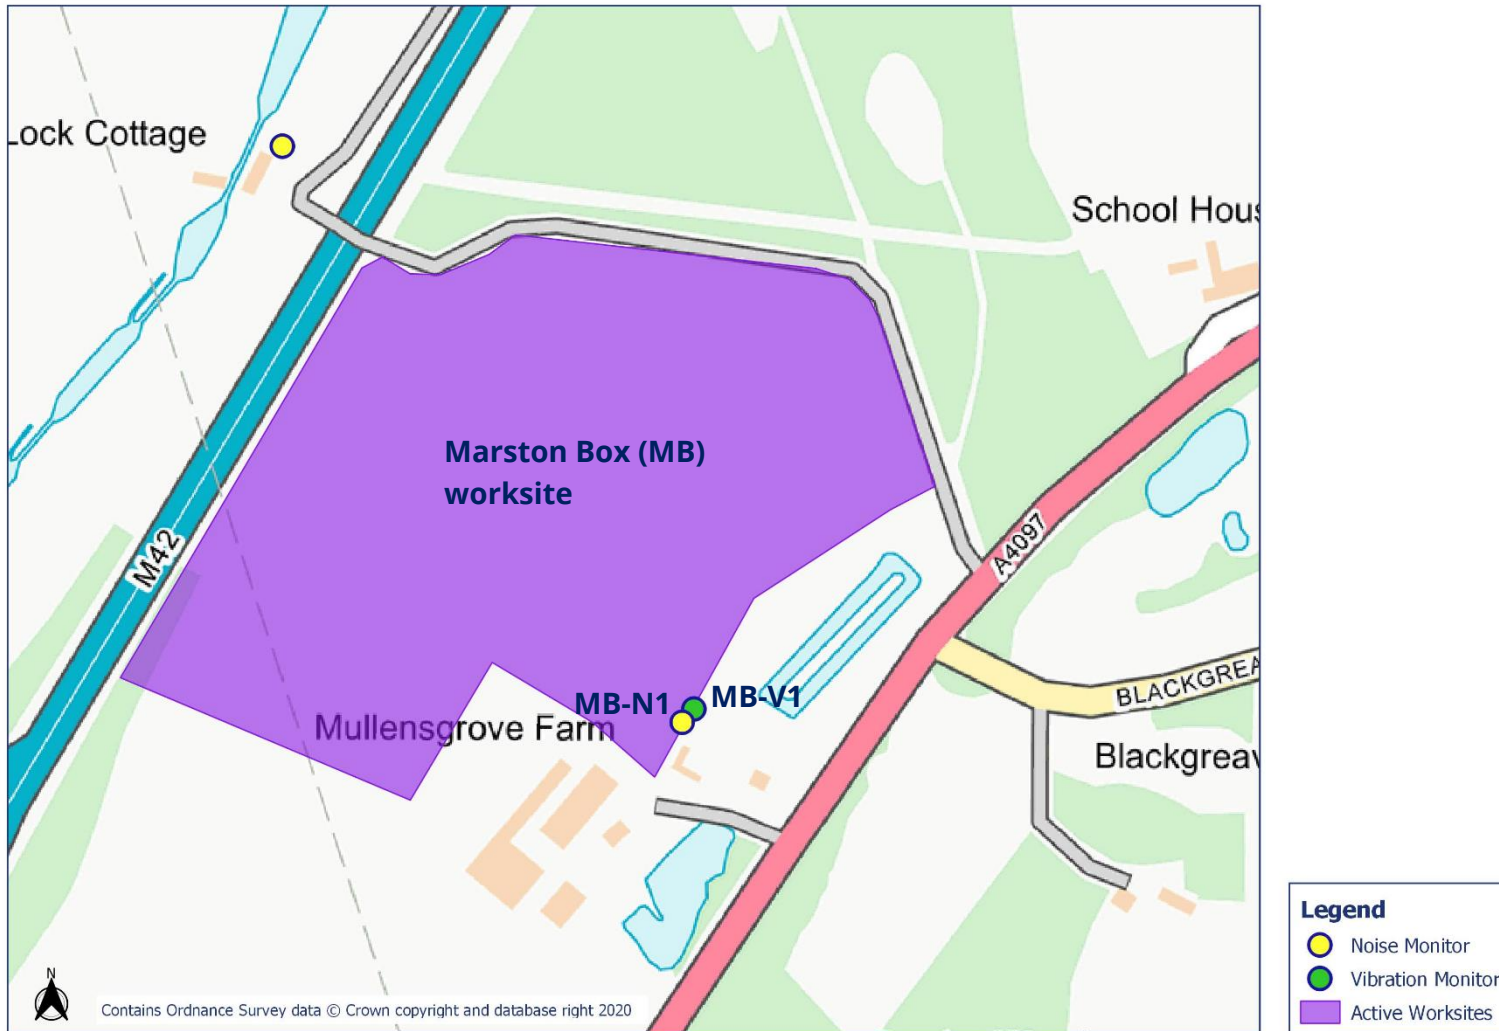 Lock Cottage
School Hous
Marston Box (MB)
worksite
M42
A4097
MB-N1
MB-V1
Mullensgrove Farm
BLACKGREA
Blackgreav
N
Contains Ordnance Survey data © Crown copyright and database right 2020
Legend
Noise Monitor
Vibration Monitor
Active Worksites